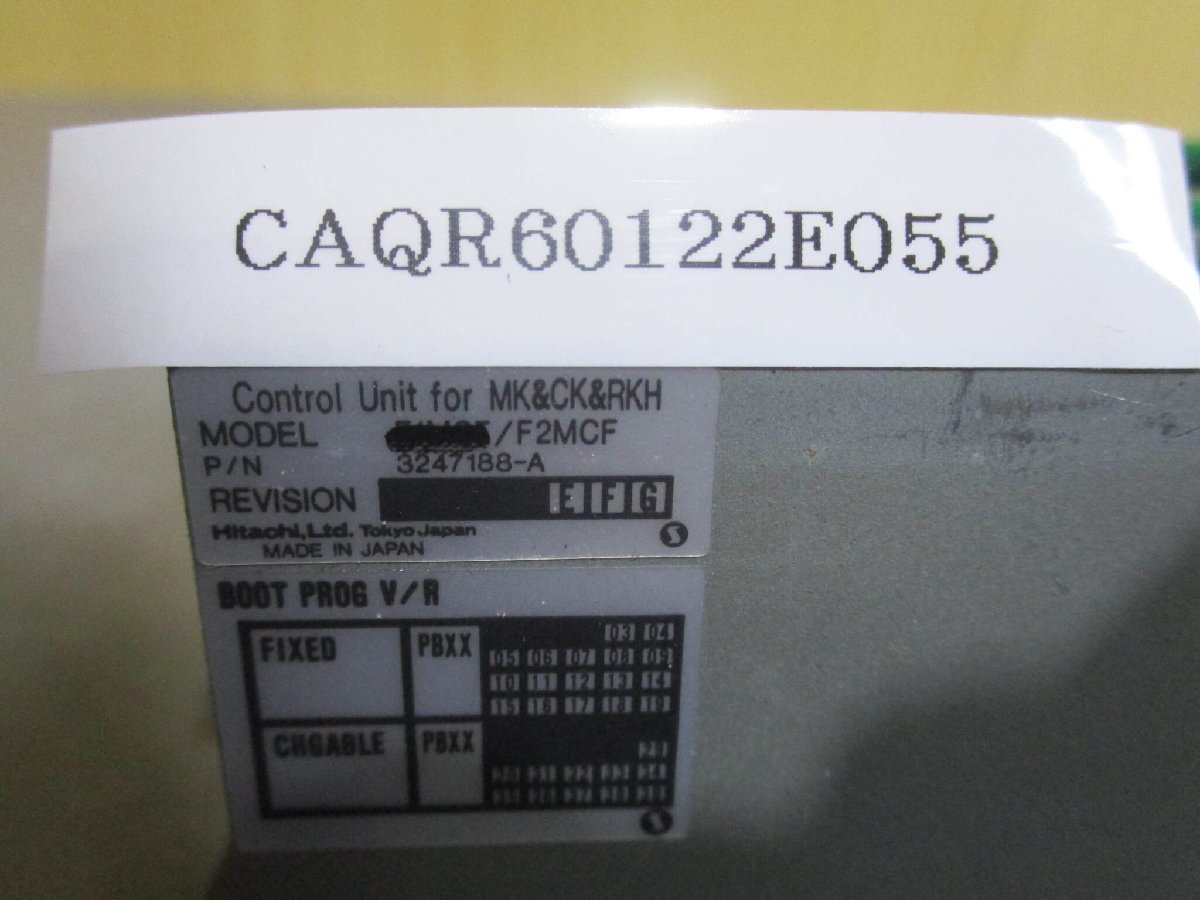 CAQR60122E055
Control Unit for MK&CK&RKH
MODEL /F2MCF
P/N 3247188-A
REVISION E F G
Hitachi,Ltd. Tokyo Japan
MADE IN JAPAN
S
BOOT PROG V/R
FIXED PBXX
03 04
05 06 07 08 09
10 11 12 13 14
15 16 17 18 19
CHGABLE PBXX
S